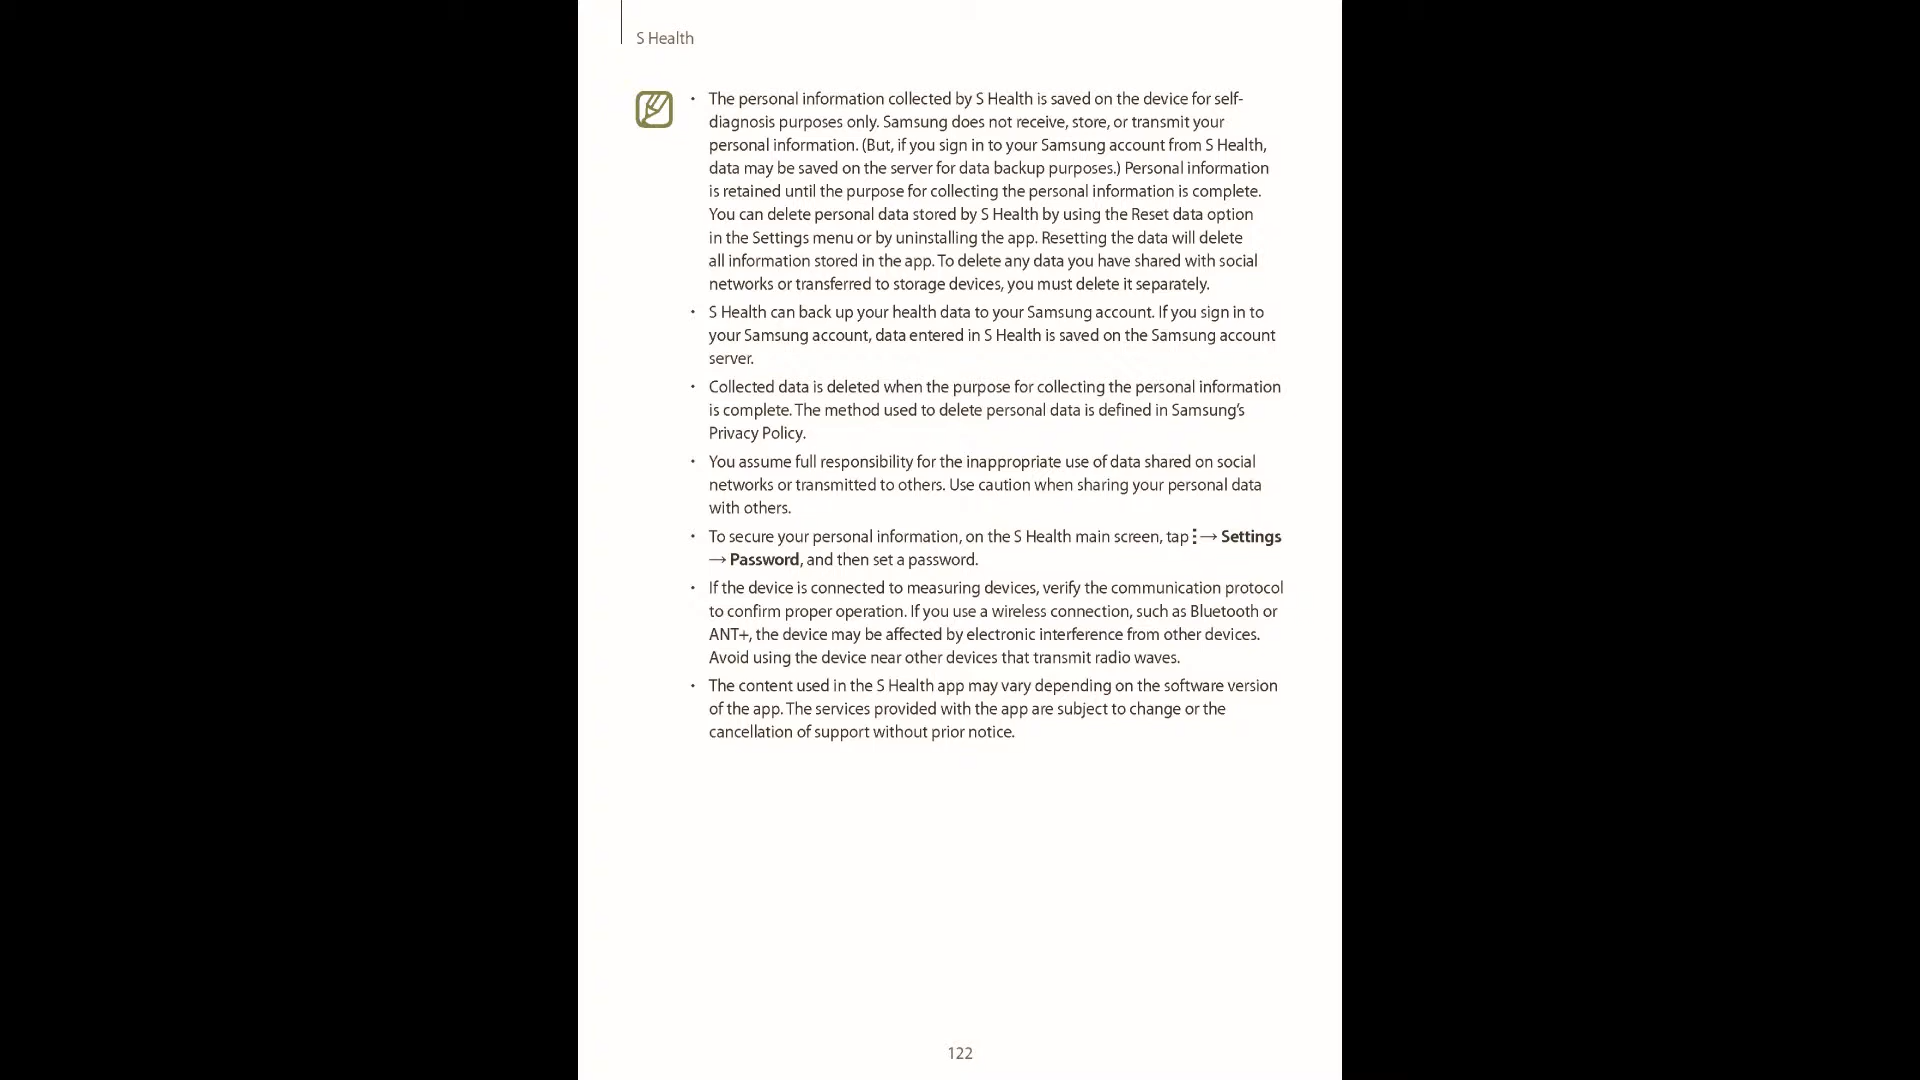 S Health
• The personal information collected by S Health is saved on the device for self-
diagnosis purposes only. Samsung does not receive, store, or transmit your
personal information. (But, if you sign in to your Samsung account from S Health,
data may be saved on the server for data backup purposes.) Personal information
is retained until the purpose for collecting the personal information is complete.
You can delete personal data stored by S Health by using the Reset data option
in the Settings menu or by uninstalling the app. Resetting the data will delete
all information stored in the app. To delete any data you have shared with social
networks or transferred to storage devices, you must delete it separately.
• S Health can back up your health data to your Samsung account. If you sign in to
your Samsung account, data entered in S Health is saved on the Samsung account
server.
• Collected data is deleted when the purpose for collecting the personal information
is complete. The method used to delete personal data is defined in Samsung's
Privacy Policy.
• You assume full responsibility for the inappropriate use of data shared on social
networks or transmitted to others. Use caution when sharing your personal data
with others.
• To secure your personal information, on the S Health main screen, tap ⋮ → Settings
→ Password, and then set a password.
• If the device is connected to measuring devices, verify the communication protocol
to confirm proper operation. If you use a wireless connection, such as Bluetooth or
ANT+, the device may be affected by electronic interference from other devices.
Avoid using the device near other devices that transmit radio waves.
• The content used in the S Health app may vary depending on the software version
of the app. The services provided with the app are subject to change or the
cancellation of support without prior notice.
122